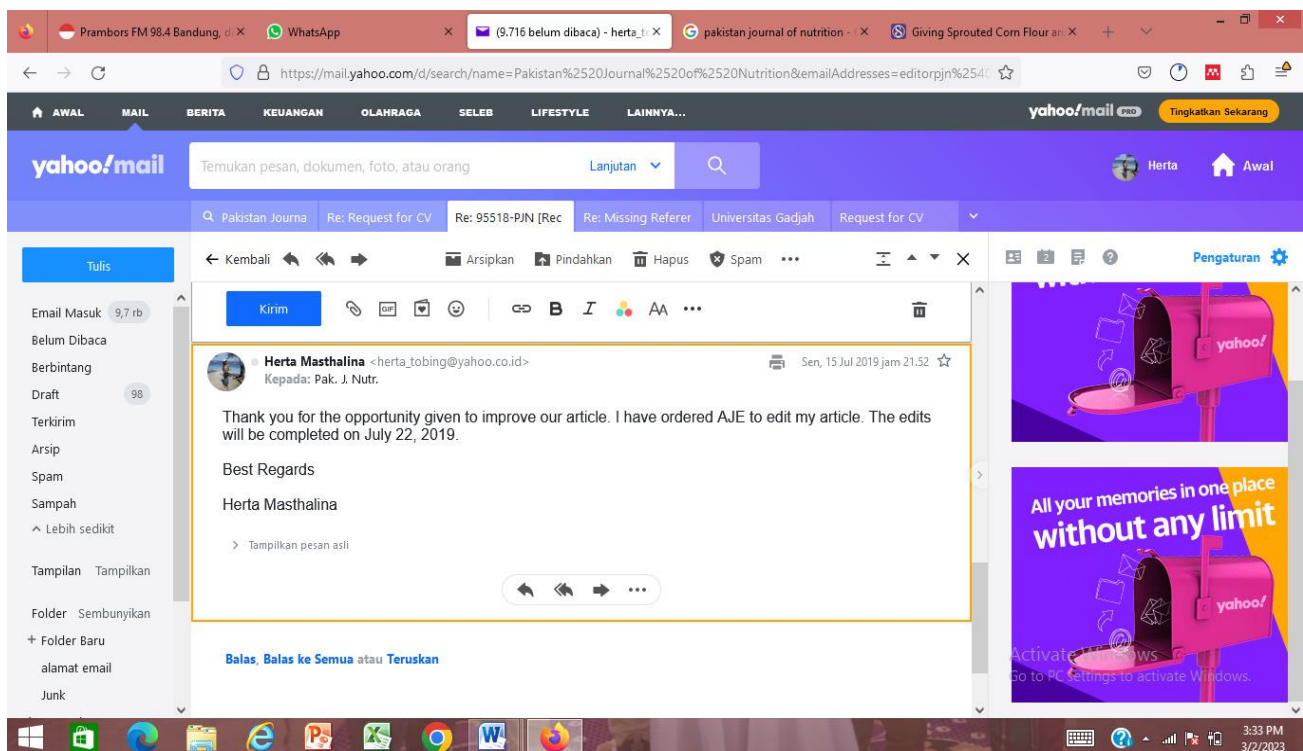 Prambors FM 98.4 Bandung, d
WhatsApp
(9.716 belum dibaca) - herta_to
pakistan journal of nutrition -
Giving Sprouted Corn Flour an
https://mail.yahoo.com/d/search/name=Pakistan%2520Journal%2520of%2520Nutrition&emailAddresses=editorpjn%2540
AWAL MAIL BERITA KEUANGAN OLAHRAGA SELEB LIFESTYLE LAINNYA...
yahoo!mail PRO Tingkatkan Sekarang
yahoo!mail
Temukan pesan, dokumen, foto, atau orang
Lanjutan
Herta
Awal
Pakistan Journa
Re: Request for CV
Re: 95518-PJN [Rec
Re: Missing Referer
Universitas Gadjah
Request for CV
Tulis
Kembali
Arsipkan
Pindahkan
Hapus
Spam
Pengaturan
Email Masuk 9,7 rb
Belum Dibaca
Berbintang
Draft 98
Terkirim
Arsip
Spam
Sampah
Lebih sedikit
Tampilan Tampilkan
Folder Sembunyikan
+ Folder Baru
alamat email
Junk
Kirim
GIF
B I AA
Herta Masthalina <herta_tobing@yahoo.co.id>
Sen, 15 Jul 2019 jam 21.52
Kepada: Pak. J. Nutr.
Thank you for the opportunity given to improve our article. I have ordered AJE to edit my article. The edits
will be completed on July 22, 2019.
Best Regards
Herta Masthalina
Tampilkan pesan asli
Balas, Balas ke Semua atau Teruskan
yahoo!
All your memories in one place
without any limit
yahoo!
Activate Windows
Go to PC settings to activate Windows.
3:33 PM
3/2/2023